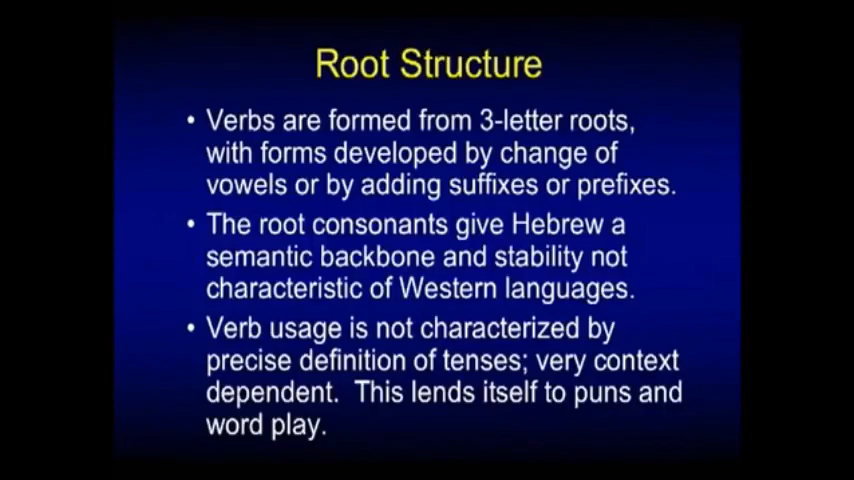 Root Structure
• Verbs are formed from 3-letter roots,
with forms developed by change of
vowels or by adding suffixes or prefixes.
• The root consonants give Hebrew a
semantic backbone and stability not
characteristic of Western languages.
• Verb usage is not characterized by
precise definition of tenses; very context
dependent.  This lends itself to puns and
word play.